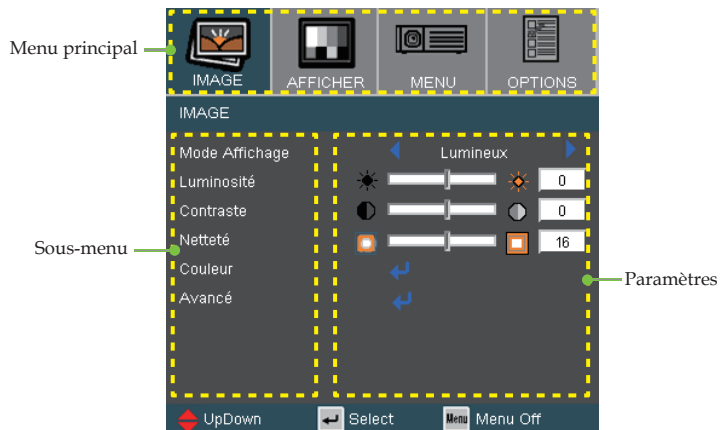 Menu principal
IMAGE AFFICHER MENU OPTIONS
IMAGE
Mode Affichage Lumineux
Luminosité 0
Contraste 0
Netteté 16
Sous-menu
Couleur
Paramètres
Avancé
UpDown Select Menu Menu Off